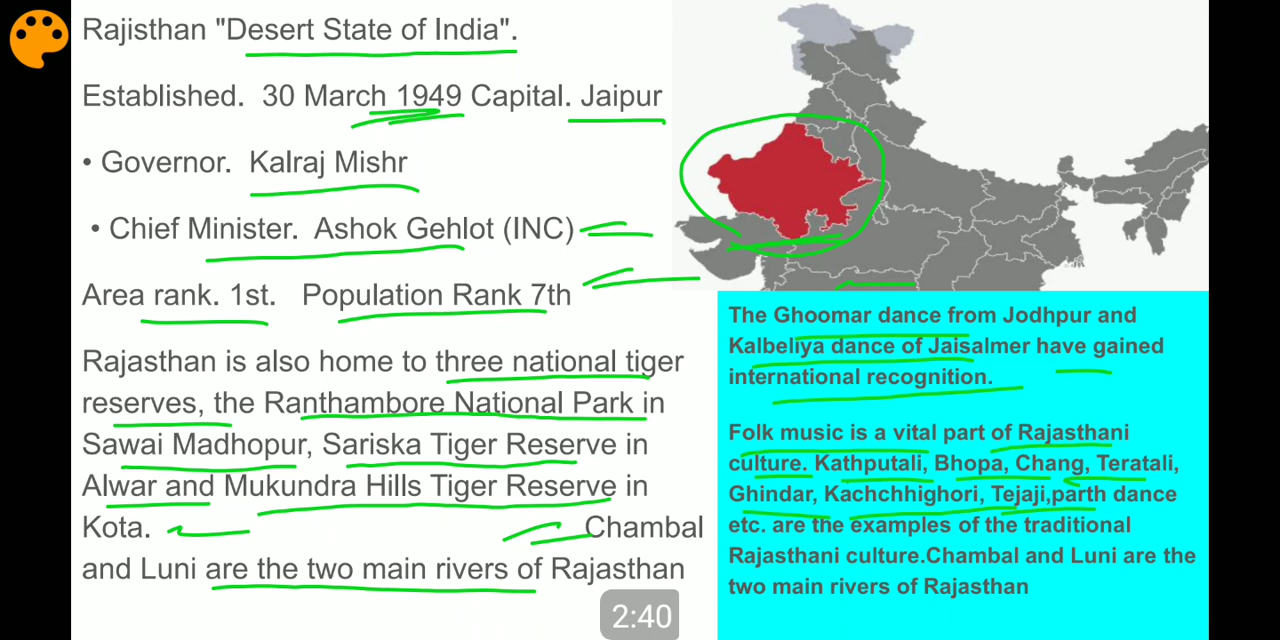 Rajisthan "Desert State of India".
Established. 30 March 1949 Capital. Jaipur
• Governor. Kalraj Mishr
• Chief Minister. Ashok Gehlot (INC)
Area rank. 1st. Population Rank 7th
Rajasthan is also home to three national tiger
reserves, the Ranthambore National Park in
Sawai Madhopur, Sariska Tiger Reserve in
Alwar and Mukundra Hills Tiger Reserve in
Kota. Chambal
and Luni are the two main rivers of Rajasthan
The Ghoomar dance from Jodhpur and
Kalbeliya dance of Jaisalmer have gained
international recognition.
Folk music is a vital part of Rajasthani
culture. Kathputali, Bhopa, Chang, Teratali,
Ghindar, Kachchhighori, Tejaji,parth dance
etc. are the examples of the traditional
Rajasthani culture.Chambal and Luni are the
two main rivers of Rajasthan
2:40